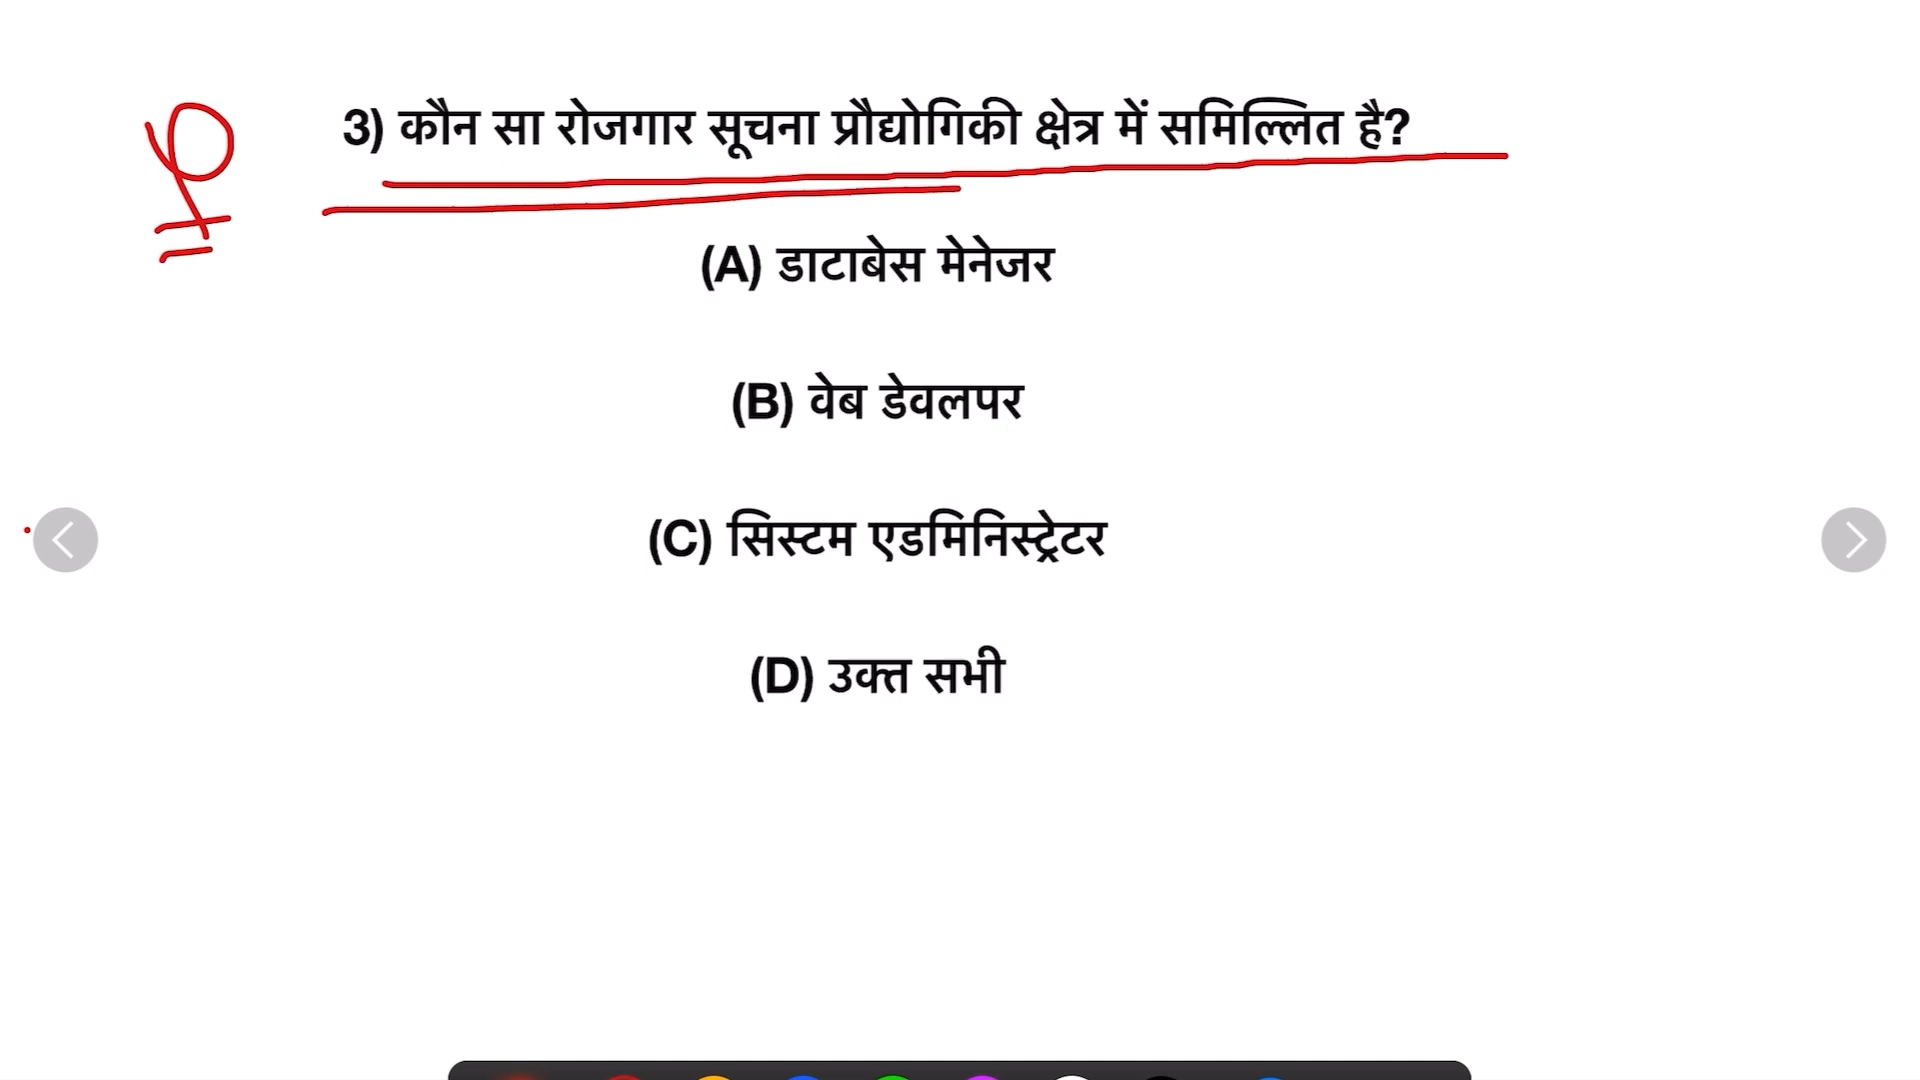 3) कौन सा रोजगार सूचना प्रौद्योगिकी क्षेत्र में समिल्लित है?
(A) डाटाबेस मेनेजर
(B) वेब डेवलपर
(C) सिस्टम एडमिनिस्ट्रेटर
(D) उक्त सभी